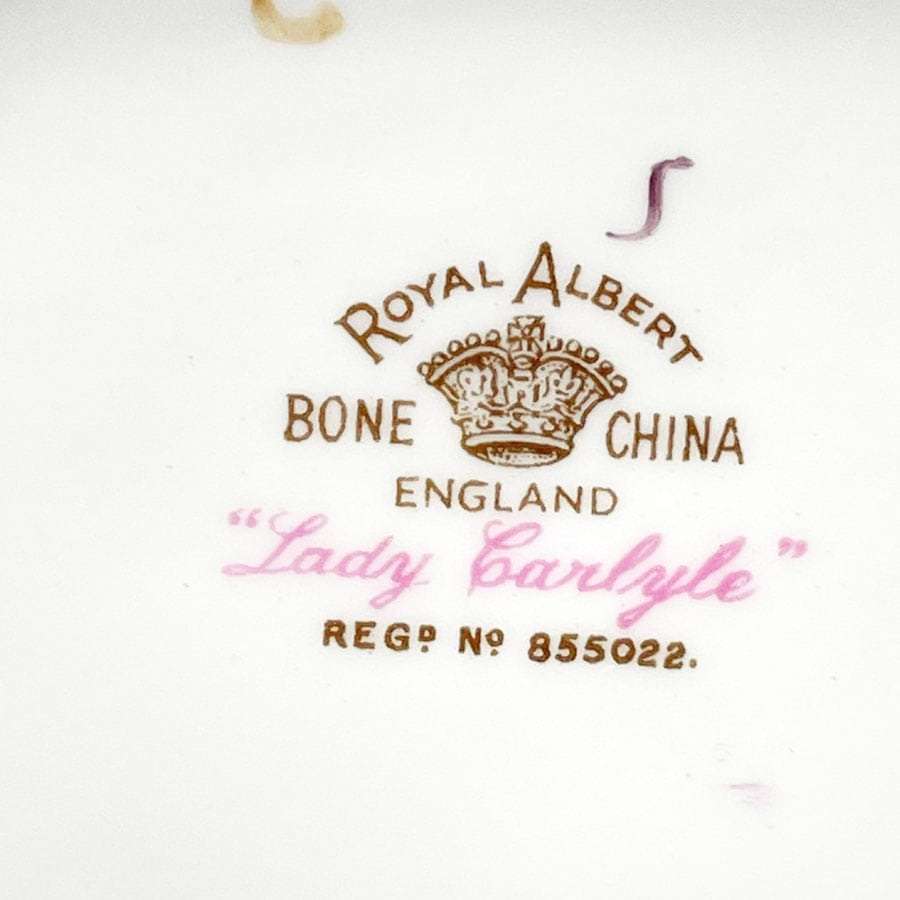 S
ROYAL ALBERT
BONE CHINA
ENGLAND
"Lady Carlyle"
REGᴰ Nº 855022.